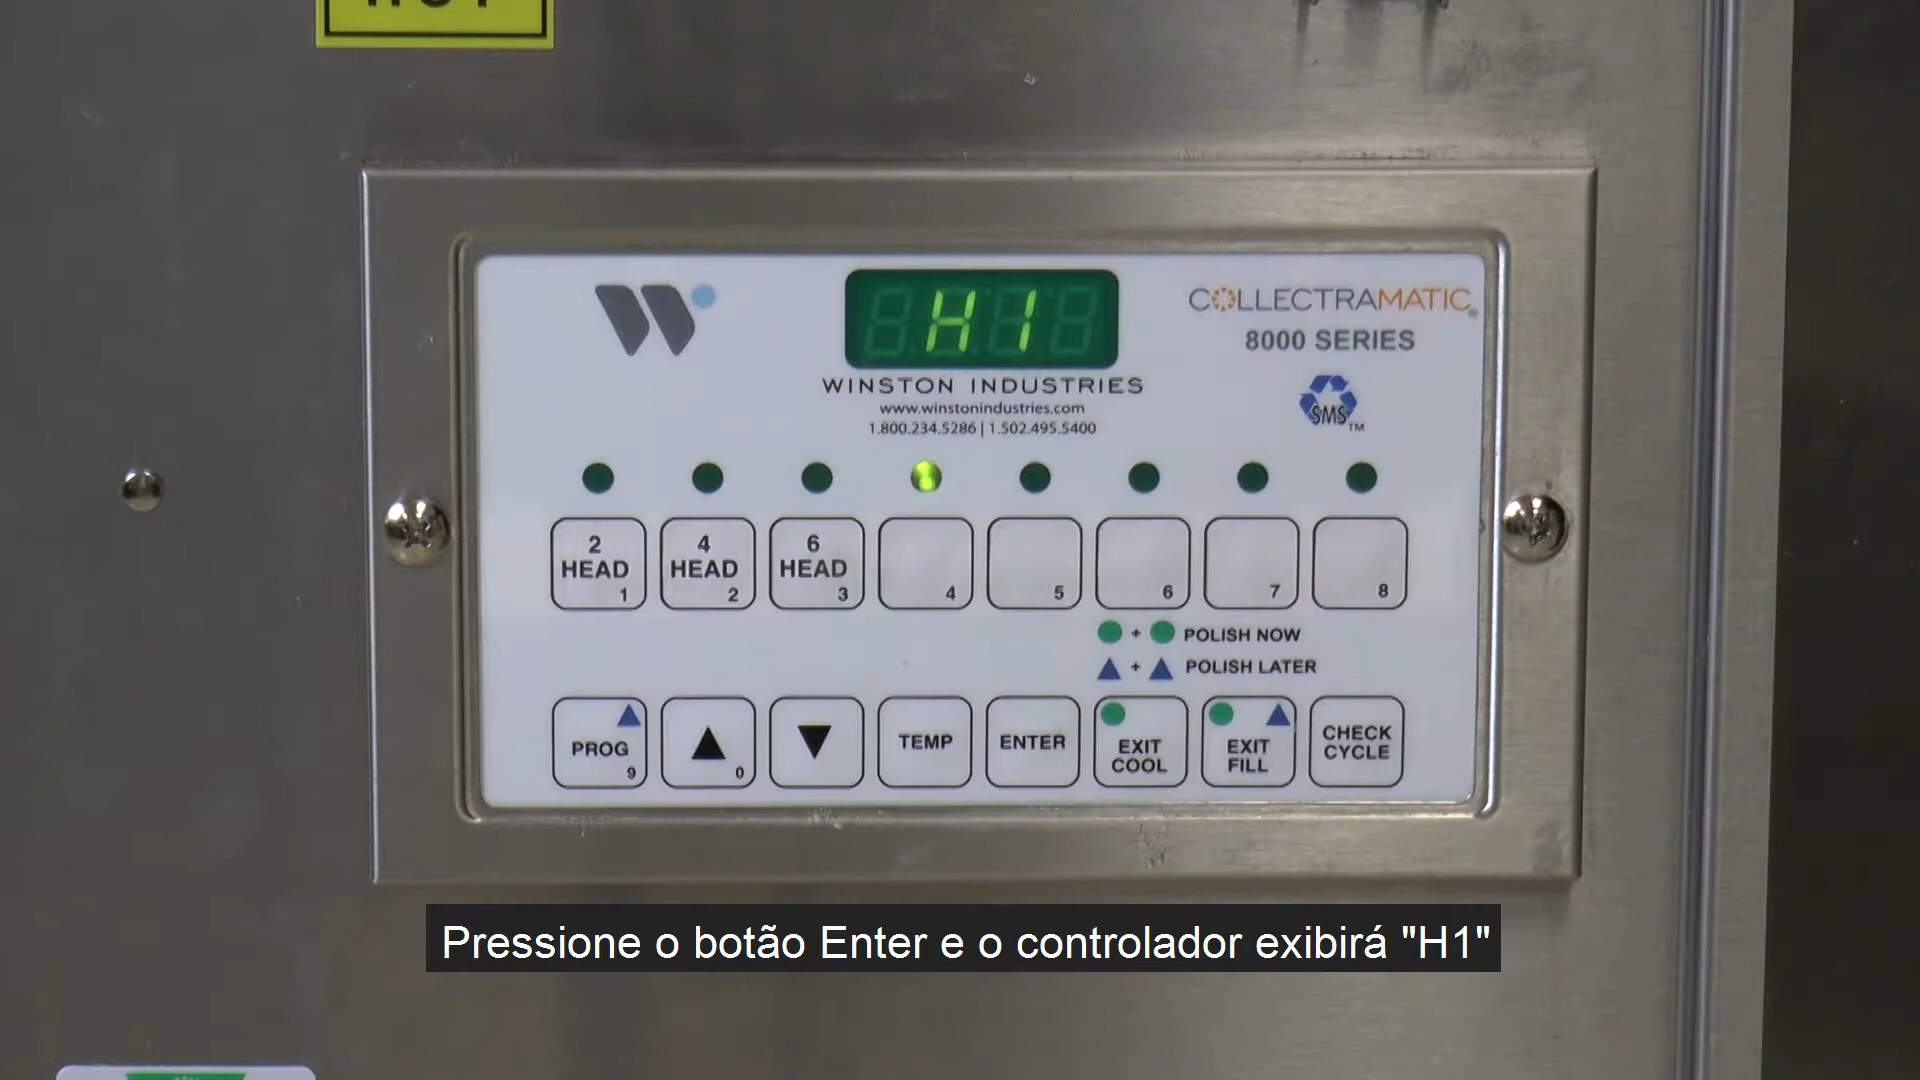 H 1
COLLECTRAMATIC®
8000 SERIES
WINSTON INDUSTRIES
www.winstonindustries.com
1.800.234.5286 | 1.502.495.5400
SMS™
2 HEAD 1
4 HEAD 2
6 HEAD 3
4
5
6
7
8
+ POLISH NOW
+ POLISH LATER
PROG 9
0
TEMP
ENTER
EXIT COOL
EXIT FILL
CHECK CYCLE
Pressione o botão Enter e o controlador exibirá "H1"